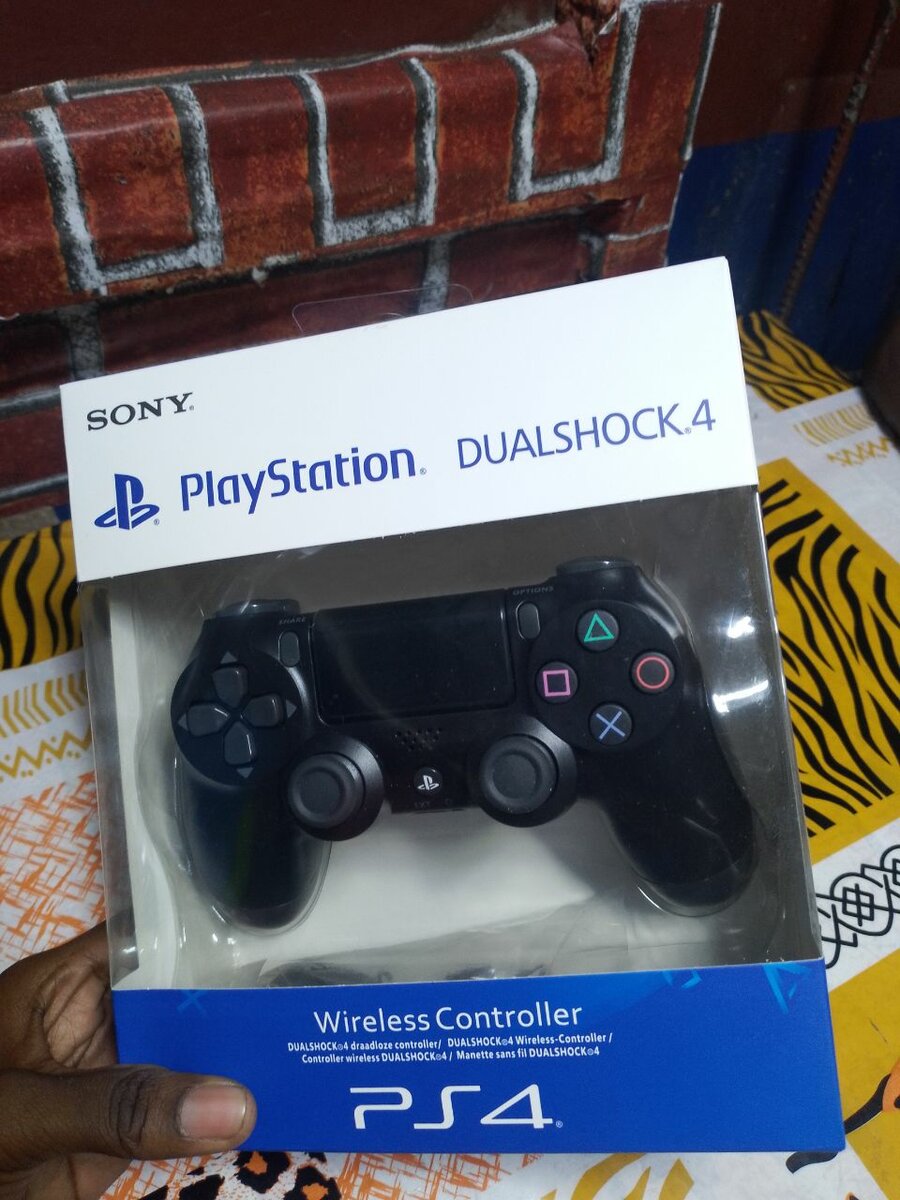 SONY®
PlayStation®
DUALSHOCK®4
SHARE
OPTIONS
EXT
Wireless Controller
DUALSHOCK®4 draadloze controller/ DUALSHOCK®4 Wireless-Controller /
Controller wireless DUALSHOCK®4 / Manette sans fil DUALSHOCK®4
PS4®